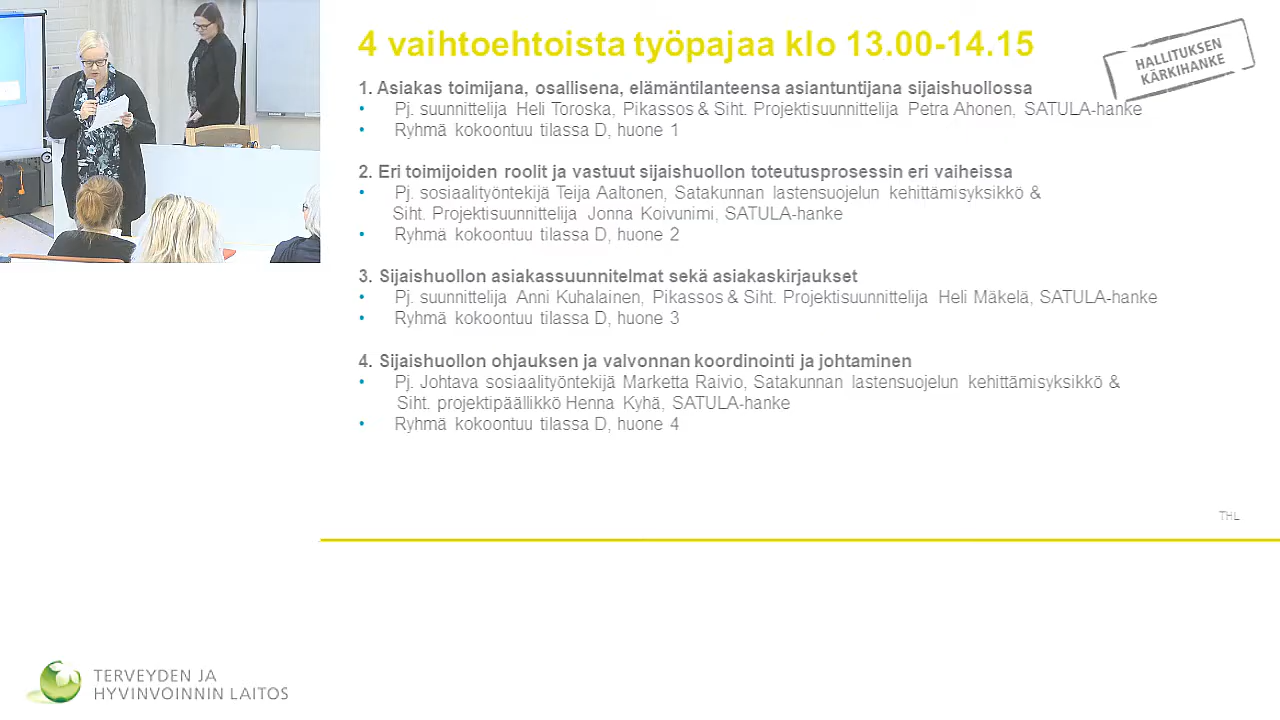 4 vaihtoehtoista työpajaa klo 13.00-14.15
HALLITUKSEN
KÄRKIHANKE
1. Asiakas toimijana, osallisena, elämäntilanteensa asiantuntijana sijaishuollossa
• Pj. suunnittelija Heli Toroska, Pikassos & Siht. Projektisuunnittelija Petra Ahonen, SATULA-hanke
• Ryhmä kokoontuu tilassa D, huone 1
2. Eri toimijoiden roolit ja vastuut sijaishuollon toteutusprosessin eri vaiheissa
• Pj. sosiaalityöntekijä Teija Aaltonen, Satakunnan lastensuojelun kehittämisyksikkö &
Siht. Projektisuunnittelija Jonna Koivunimi, SATULA-hanke
• Ryhmä kokoontuu tilassa D, huone 2
3. Sijaishuollon asiakassuunnitelmat sekä asiakaskirjaukset
• Pj. suunnittelija Anni Kuhalainen, Pikassos & Siht. Projektisuunnittelija Heli Mäkelä, SATULA-hanke
• Ryhmä kokoontuu tilassa D, huone 3
4. Sijaishuollon ohjauksen ja valvonnan koordinointi ja johtaminen
• Pj. Johtava sosiaalityöntekijä Marketta Raivio, Satakunnan lastensuojelun kehittämisyksikkö &
Siht. projektipäällikkö Henna Kyhä, SATULA-hanke
• Ryhmä kokoontuu tilassa D, huone 4
THL
TERVEYDEN JA
HYVINVOINNIN LAITOS